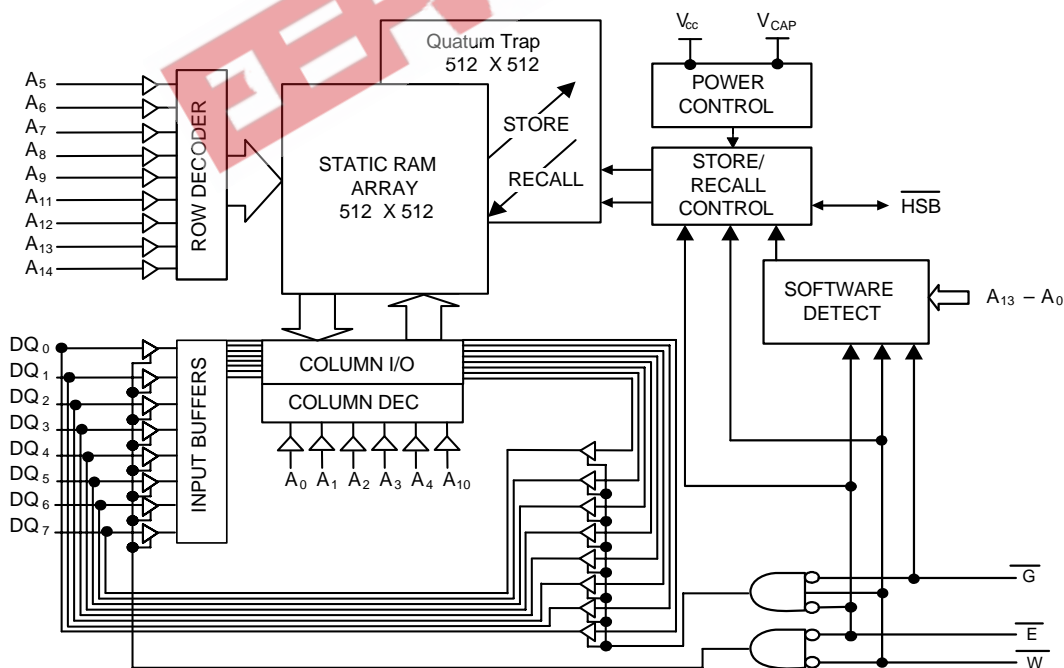 V̅cc V̅CAP
Quatum Trap
512 X 512
POWER
CONTROL
A5
A6
A7
A8
A9
A11
A12
A13
A14
ROW DECODER
STATIC RAM
ARRAY
512 X 512
STORE
RECALL
STORE/
RECALL
CONTROL
HSB
SOFTWARE
DETECT
A13 – A0
DQ0
DQ1
DQ2
DQ3
DQ4
DQ5
DQ6
DQ7
INPUT BUFFERS
COLUMN I/O
COLUMN DEC
A0 A1 A2 A3 A4 A10
G
E
W